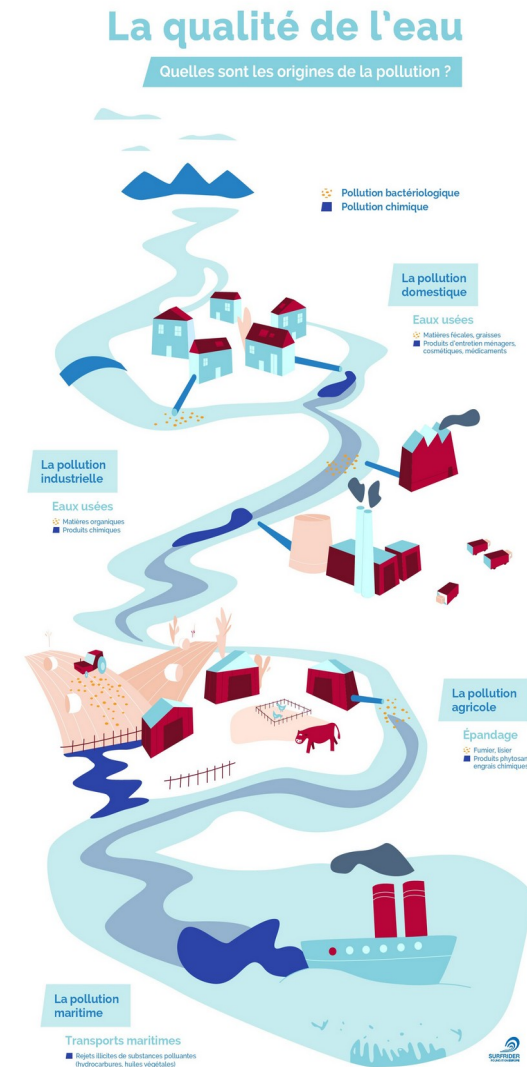 La qualité de l'eau
Quelles sont les origines de la pollution ?
Pollution bactériologique
Pollution chimique
La pollution
domestique
Eaux usées
Matières fécales, graisses
Produits d'entretien ménagers,
cosmétiques, médicaments
La pollution
industrielle
Eaux usées
Matières organiques
Produits chimiques
La pollution
agricole
Épandage
Fumier, lisier
Produits phytosan
engrais chimiques
La pollution
maritime
Transports maritimes
Rejets illicites de substances polluantes
(hydrocarbures, huiles végétales)
SURFRIDER
FOUNDATION EUROPE